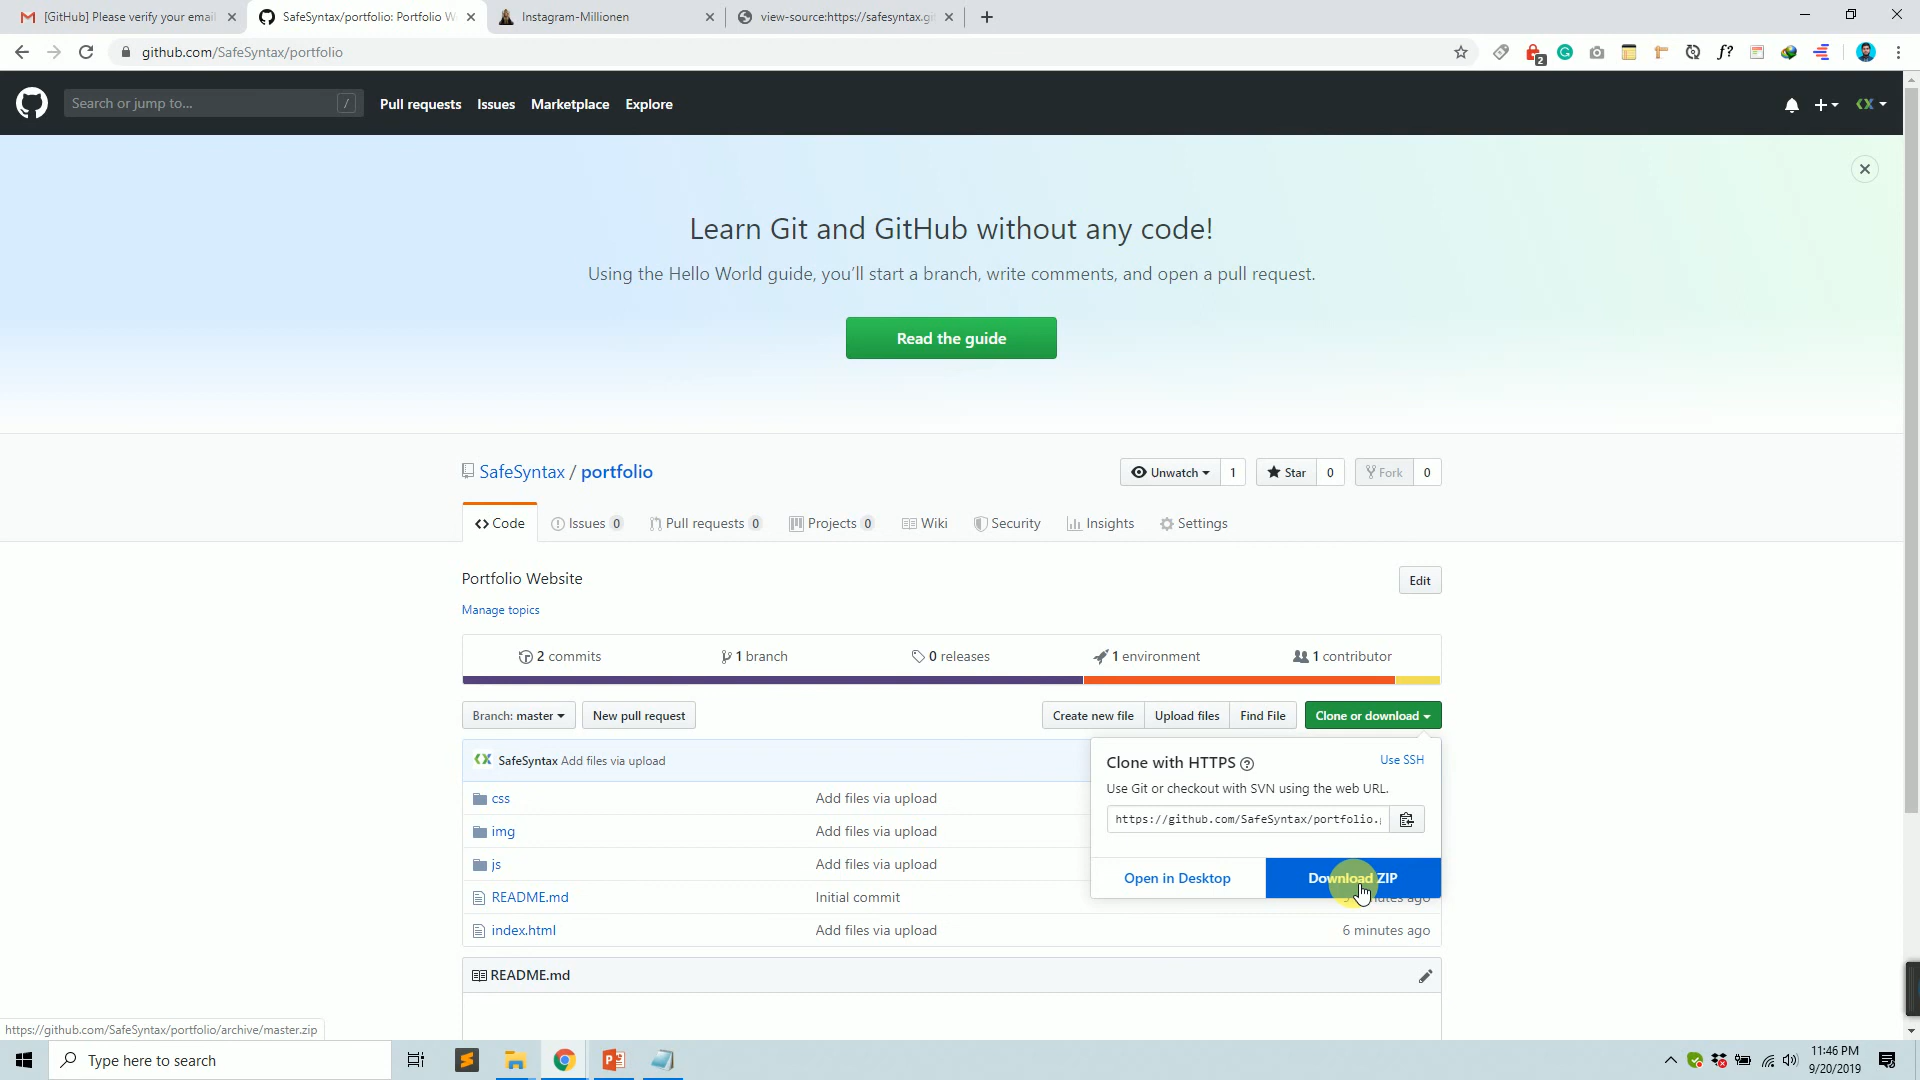 [GitHub] Please verify your email
SafeSyntax/portfolio: Portfolio W
Instagram-Millionen
view-source:https://safesyntax.gi
github.com/SafeSyntax/portfolio
2
f?
Search or jump to...
/
Pull requests
Issues
Marketplace
Explore
Learn Git and GitHub without any code!
Using the Hello World guide, you’ll start a branch, write comments, and open a pull request.
Read the guide
SafeSyntax / portfolio
Unwatch 1
Star 0
Fork 0
Code
Issues 0
Pull requests 0
Projects 0
Wiki
Security
Insights
Settings
Portfolio Website
Edit
Manage topics
2 commits
1 branch
0 releases
1 environment
1 contributor
Branch: master
New pull request
Create new file
Upload files
Find File
Clone or download
SafeSyntax Add files via upload
Clone with HTTPS
Use SSH
Use Git or checkout with SVN using the web URL.
https://github.com/SafeSyntax/portfolio.
Open in Desktop
Download ZIP
css Add files via upload
img Add files via upload
js Add files via upload
README.md Initial commit ago
index.html Add files via upload 6 minutes ago
README.md
https://github.com/SafeSyntax/portfolio/archive/master.zip
Type here to search
11:46 PM
9/20/2019